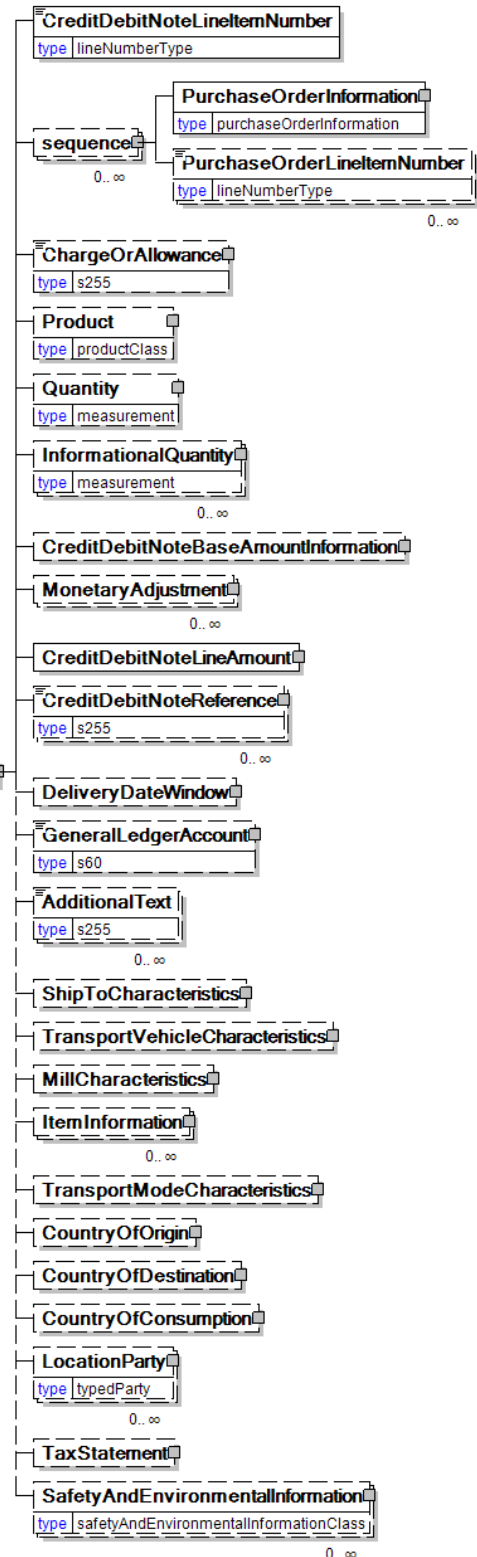 CreditDebitNoteLineItemNumber
type lineNumberType
PurchaseOrderInformation
type purchaseOrderInformation
sequence
0.. ∞
PurchaseOrderLineItemNumber
type lineNumberType
0.. ∞
ChargeOrAllowance
type s255
Product
type productClass
Quantity
type measurement
InformationalQuantity
type measurement
0.. ∞
CreditDebitNoteBaseAmountInformation
MonetaryAdjustment
0.. ∞
CreditDebitNoteLineAmount
CreditDebitNoteReference
type s255
0.. ∞
DeliveryDateWindow
GeneralLedgerAccount
type s60
AdditionalText
type s255
0.. ∞
ShipToCharacteristics
TransportVehicleCharacteristics
MillCharacteristics
ItemInformation
0.. ∞
TransportModeCharacteristics
CountryOfOrigin
CountryOfDestination
CountryOfConsumption
LocationParty
type typedParty
0.. ∞
TaxStatement
SafetyAndEnvironmentalInformation
type safetyAndEnvironmentalInformationClass
0.. ∞